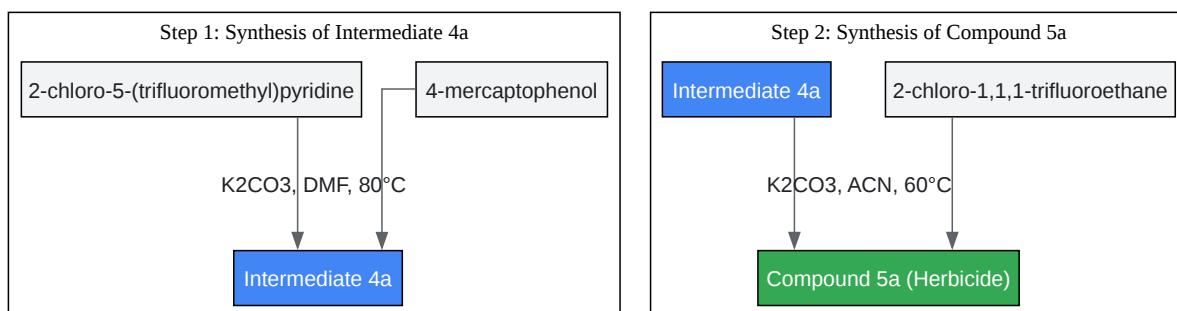 Step 1: Synthesis of Intermediate 4a
2-chloro-5-(trifluoromethyl)pyridine
4-mercaptophenol
K2CO3, DMF, 80°C
Intermediate 4a
Step 2: Synthesis of Compound 5a
Intermediate 4a
2-chloro-1,1,1-trifluoroethane
K2CO3, ACN, 60°C
Compound 5a (Herbicide)